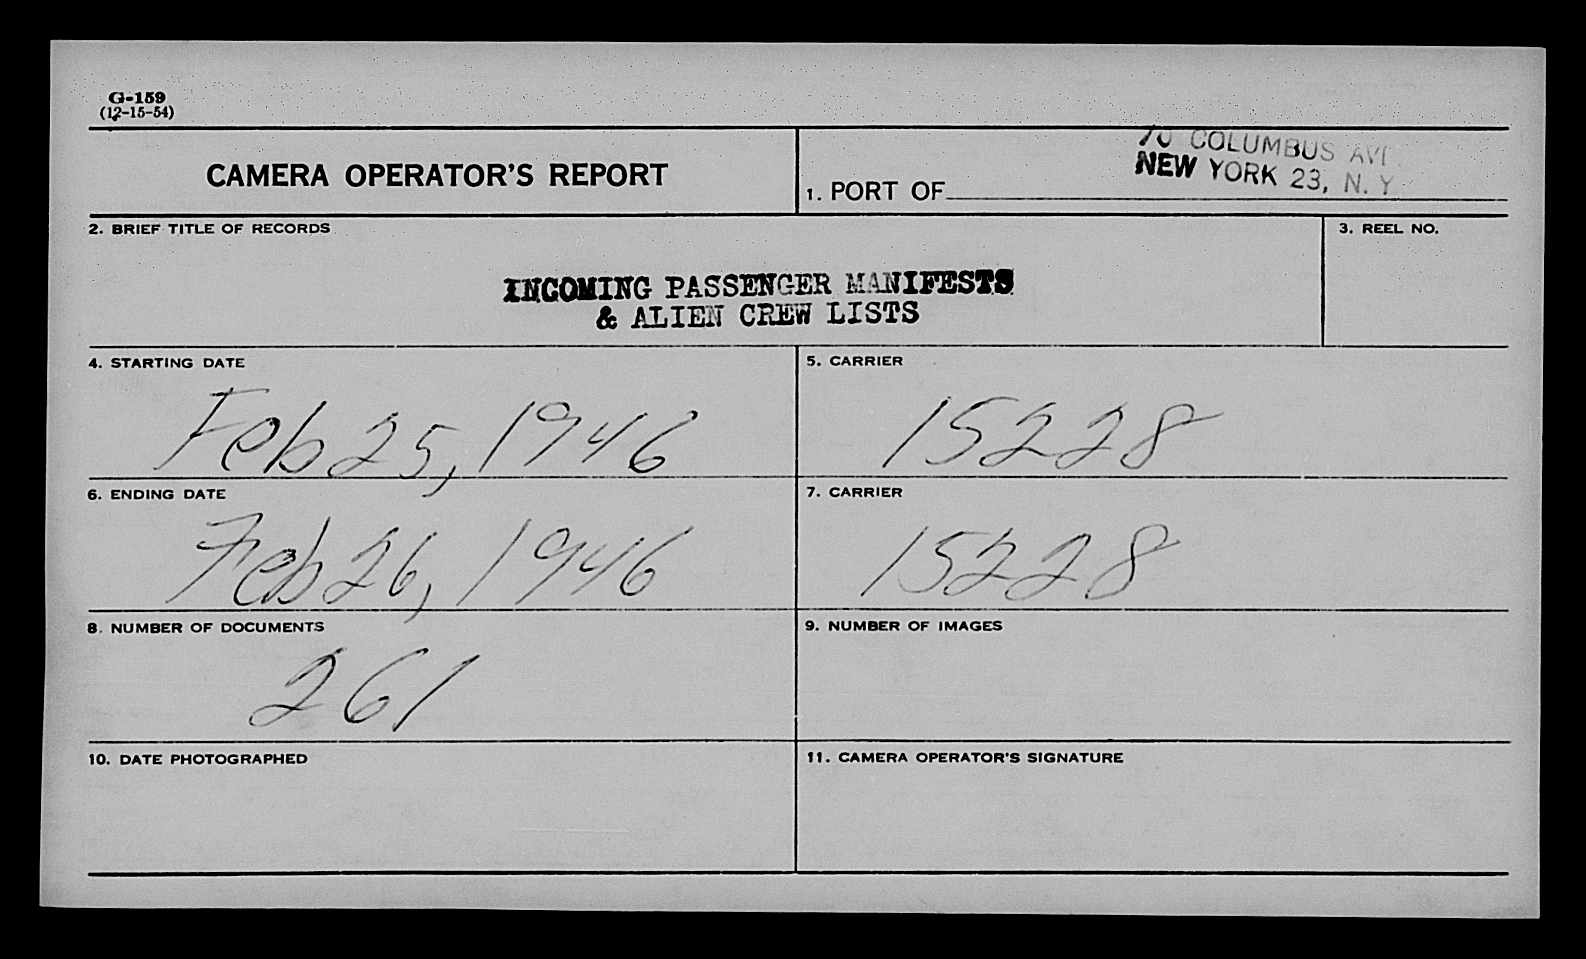 G-159
(12-15-54)
CAMERA OPERATOR'S REPORT
70 COLUMBUS AVE
NEW YORK 23, N. Y.
1. PORT OF
2. BRIEF TITLE OF RECORDS
3. REEL NO.
INCOMING PASSENGER MANIFESTS
& ALIEN CREW LISTS
4. STARTING DATE
5. CARRIER
Feb 25, 1946
15228
6. ENDING DATE
7. CARRIER
Feb 26, 1946
15228
8. NUMBER OF DOCUMENTS
9. NUMBER OF IMAGES
261
10. DATE PHOTOGRAPHED
11. CAMERA OPERATOR'S SIGNATURE